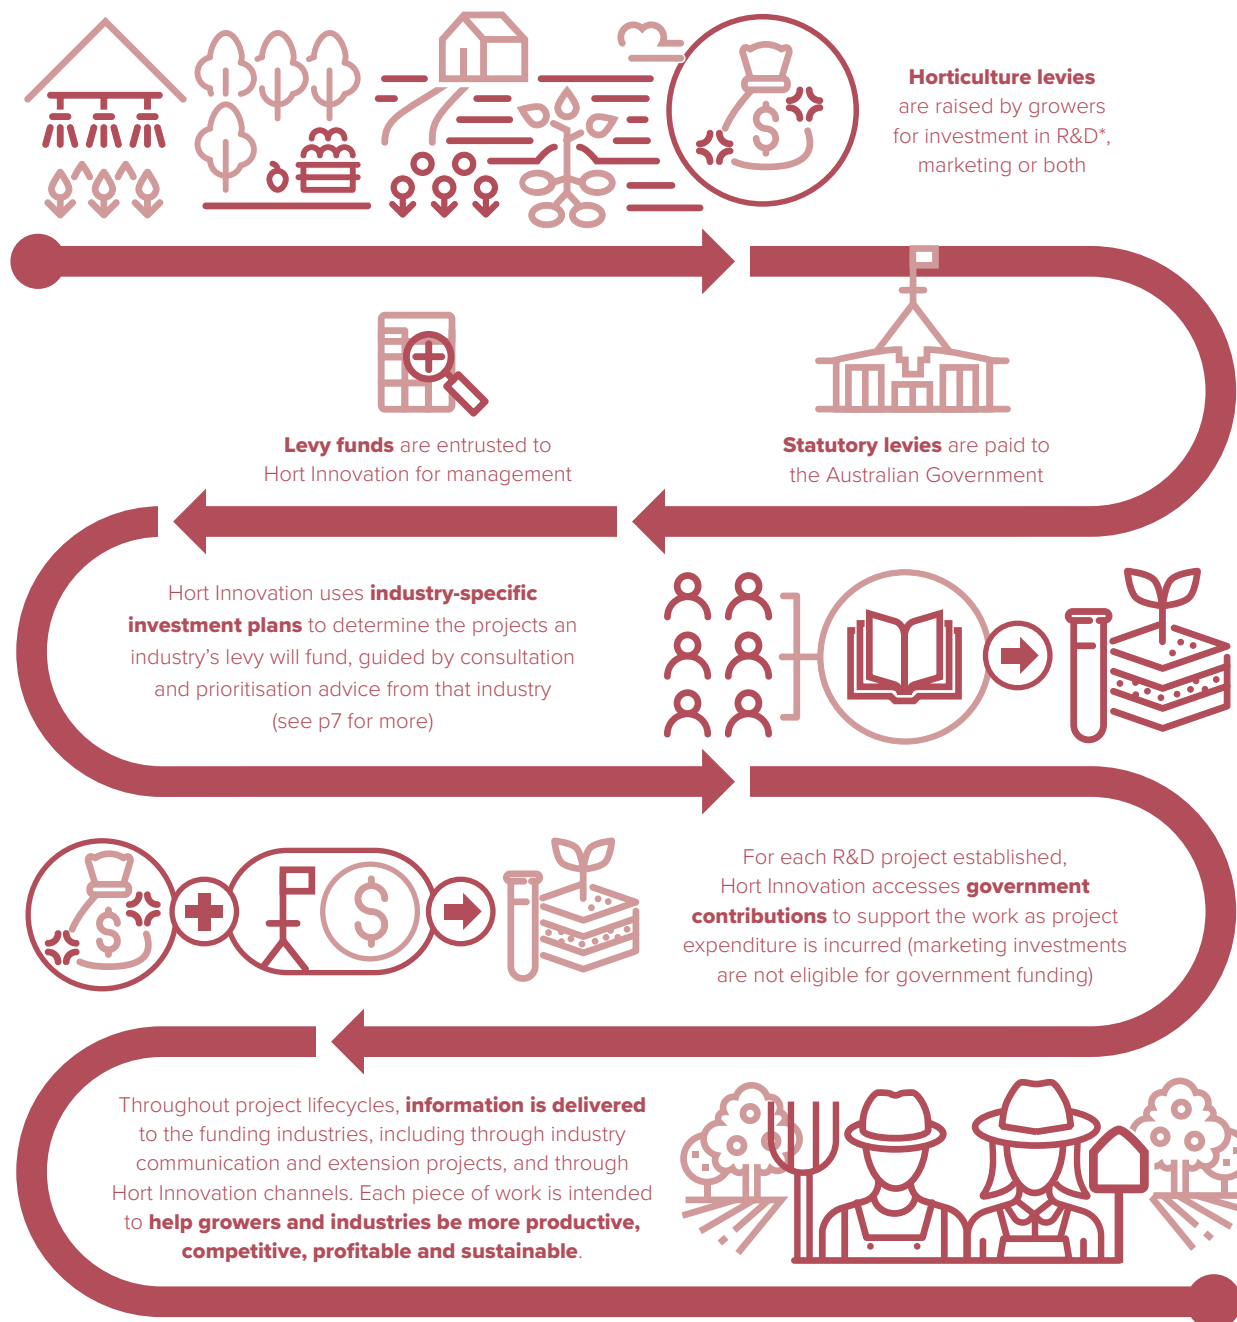 Horticulture levies
are raised by growers
for investment in R&D*,
marketing or both
Levy funds are entrusted to
Hort Innovation for management
Statutory levies are paid to
the Australian Government
Hort Innovation uses industry-specific
investment plans to determine the projects an
industry's levy will fund, guided by consultation
and prioritisation advice from that industry
(see p7 for more)
For each R&D project established,
Hort Innovation accesses government
contributions to support the work as project
expenditure is incurred (marketing investments
are not eligible for government funding)
Throughout project lifecycles, information is delivered
to the funding industries, including through industry
communication and extension projects, and through
Hort Innovation channels. Each piece of work is intended
to help growers and industries be more productive,
competitive, profitable and sustainable.